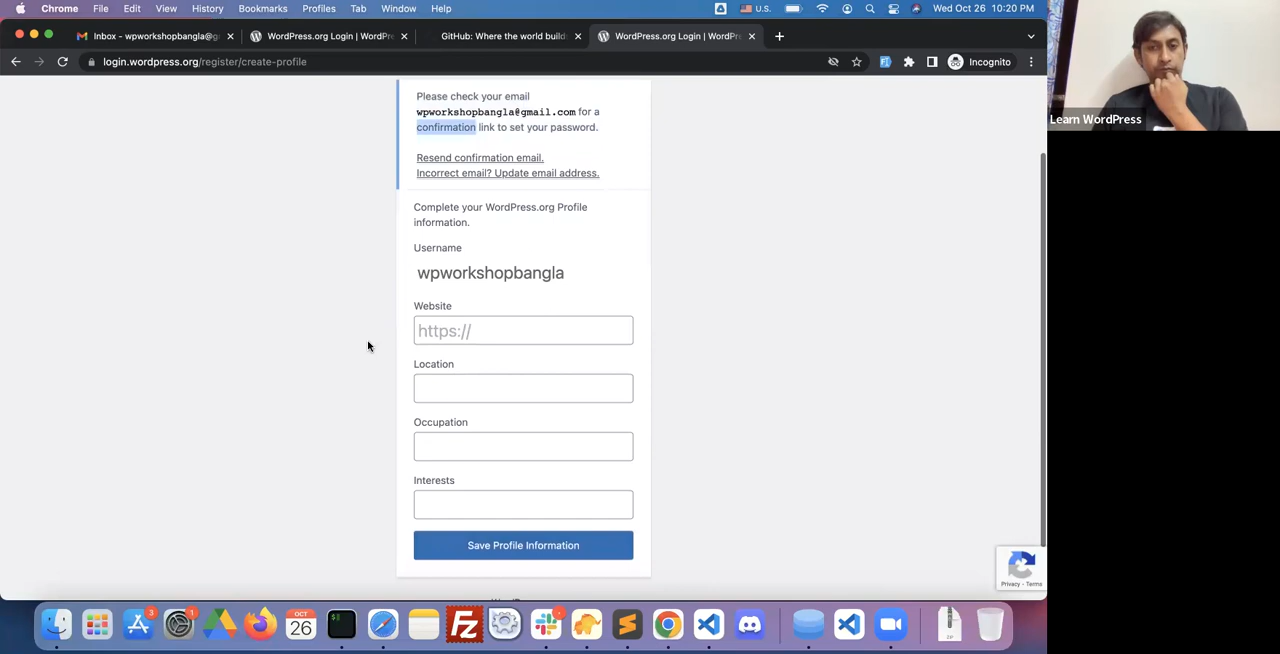 Chrome File Edit View History Bookmarks Profiles Tab Window Help U.S. Wed Oct 26 10:20 PM
Inbox - wpworkshopbangla@g
WordPress.org Login | WordPre
GitHub: Where the world build
WordPress.org Login | WordPr
login.wordpress.org/register/create-profile
Incognito
Learn WordPress
Please check your email
wpworkshopbangla@gmail.com for a
confirmation link to set your password.
Resend confirmation email.
Incorrect email? Update email address.
Complete your WordPress.org Profile
information.
Username
wpworkshopbangla
Website
https://
Location
Occupation
Interests
Save Profile Information
Privacy - Terms
3
1
OCT
26
Fz
ZIP